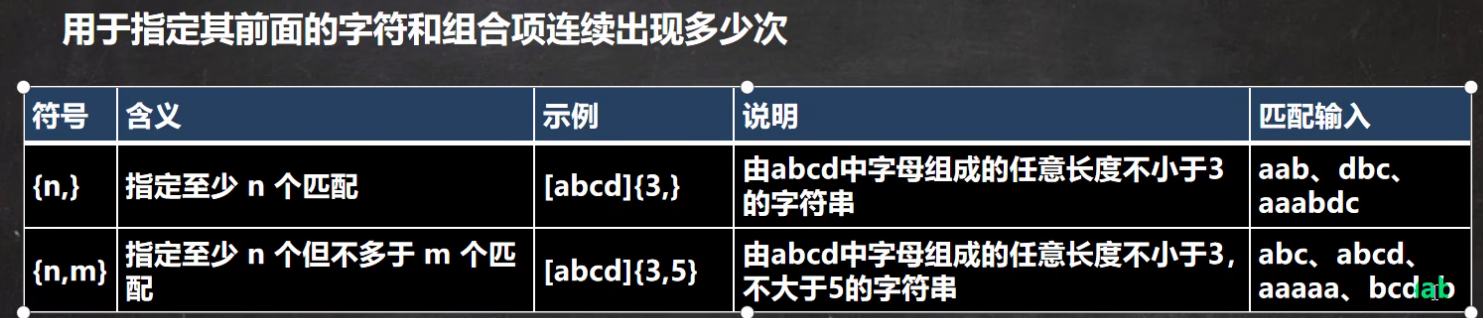 用于指定其前面的字符和组合项连续出现多少次
符号 含义 示例 说明 匹配输入
{n,} 指定至少 n 个匹配 [abcd]{3,} 由abcd中字母组成的任意长度不小于3
的字符串 aab、dbc、
aaabdc
{n,m} 指定至少 n 个但不多于 m 个匹
配 [abcd]{3,5} 由abcd中字母组成的任意长度不小于3，
不大于5的字符串 abc、abcd、
aaaaa、bcdab